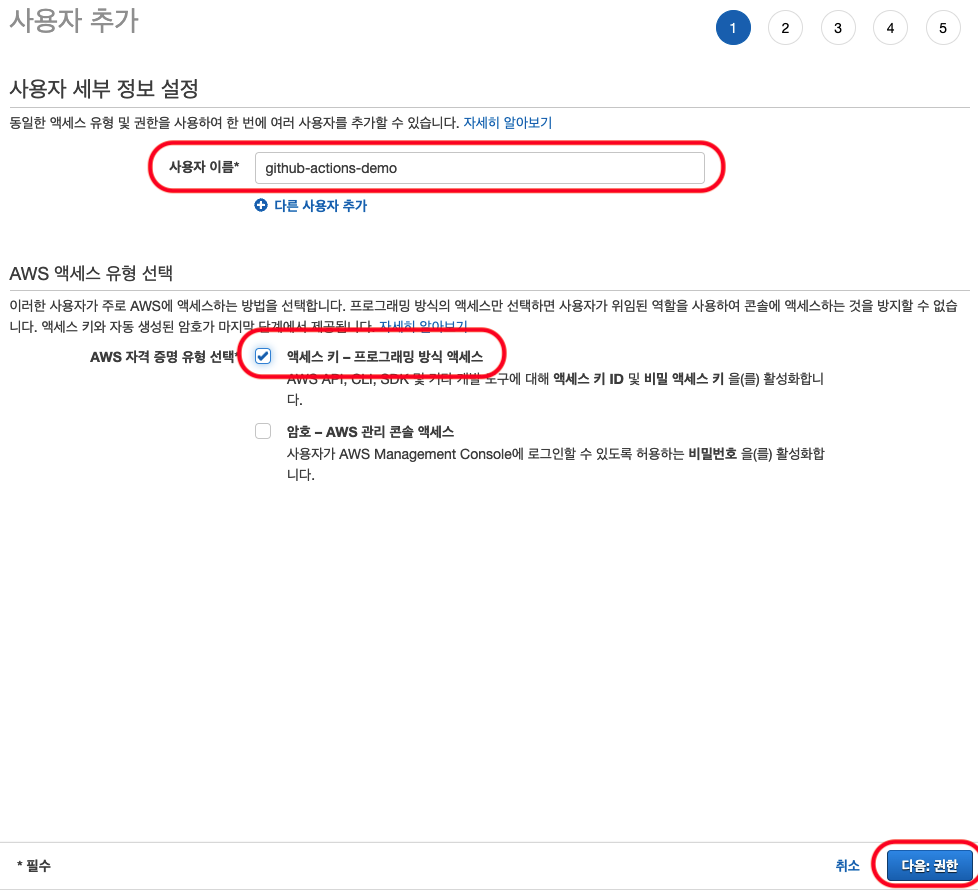 사용자 추가
1 2 3 4 5
사용자 세부 정보 설정
동일한 액세스 유형 및 권한을 사용하여 한 번에 여러 사용자를 추가할 수 있습니다. 자세히 알아보기
사용자 이름* github-actions-demo
다른 사용자 추가
AWS 액세스 유형 선택
이러한 사용자가 주로 AWS에 액세스하는 방법을 선택합니다. 프로그래밍 방식의 액세스만 선택하면 사용자가 위임된 역할을 사용하여 콘솔에 액세스하는 것을 방지할 수 없습
니다. 액세스 키와 자동 생성된 암호가 마지막 단계에서 제공됩니다. 자세히 알아보기
AWS 자격 증명 유형 선택* 액세스 키 – 프로그래밍 방식 액세스
AWS API, CLI, SDK 및 기타 개발 도구에 대해 액세스 키 ID 및 비밀 액세스 키 을(를) 활성화합니
다.
암호 – AWS 관리 콘솔 액세스
사용자가 AWS Management Console에 로그인할 수 있도록 허용하는 비밀번호 을(를) 활성화합
니다.
* 필수 취소 다음: 권한